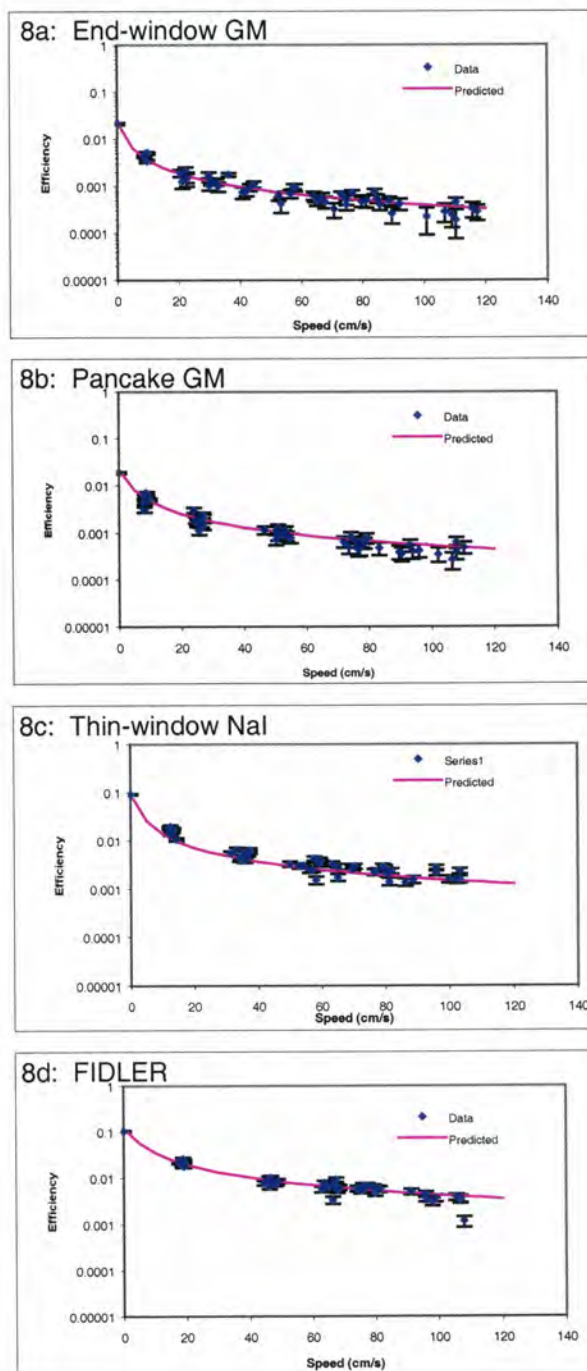 8a: End-window GM
1
0.1
0.01
0.001
0.0001
0.00001
Efficiency
Data
Predicted
0 20 40 60 80 100 120 140
Speed (cm/s)
8b: Pancake GM
1
0.1
0.01
0.001
0.0001
0.00001
Efficiency
Data
Predicted
0 20 40 60 80 100 120 140
Speed (cm/s)
8c: Thin-window NaI
1
0.1
0.01
0.001
0.0001
0.00001
Efficiency
Series1
Predicted
0 20 40 60 80 100 120 140
Speed (cm/s)
8d: FIDLER
1
0.1
0.01
0.001
0.0001
0.00001
Efficiency
Data
Predicted
0 20 40 60 80 100 120 140
Speed (cm/s)